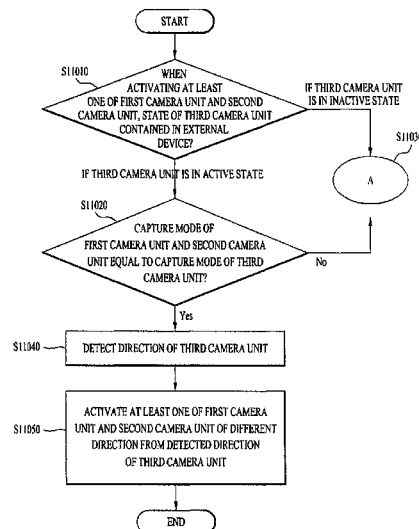 START
S11010
WHEN
ACTIVATING AT LEAST
ONE OF FIRST CAMERA UNIT AND SECOND
CAMERA UNIT, STATE OF THIRD CAMERA UNIT
CONTAINED IN EXTERNAL
DEVICE?
IF THIRD CAMERA UNIT
IS IN INACTIVE STATE
S11030
A
IF THIRD CAMERA UNIT IS IN ACTIVE STATE
S11020
CAPTURE MODE OF
FIRST CAMERA UNIT AND SECOND CAMERA
UNIT EQUAL TO CAPTURE MODE OF THIRD
CAMERA UNIT?
No
Yes
S11040
DETECT DIRECTION OF THIRD CAMERA UNIT
S11050
ACTIVATE AT LEAST ONE OF FIRST CAMERA
UNIT AND SECOND CAMERA UNIT OF DIFFERENT
DIRECTION FROM DETECTED DIRECTION
OF THIRD CAMERA UNIT
END